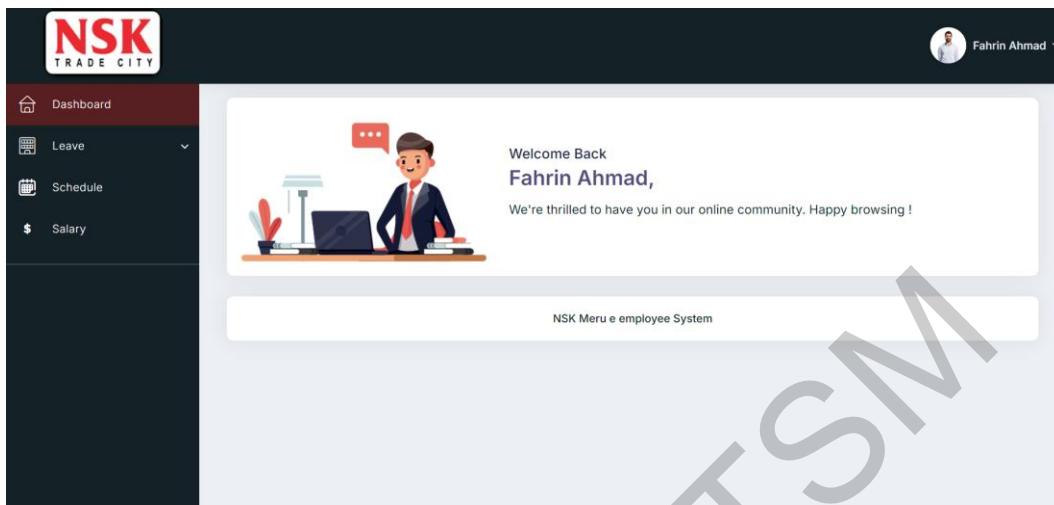 NSK
TRADE CITY
Fahrin Ahmad
Dashboard
Leave
Schedule
$ Salary
Welcome Back
Fahrin Ahmad,
We're thrilled to have you in our online community. Happy browsing !
NSK Meru e employee System
TSM